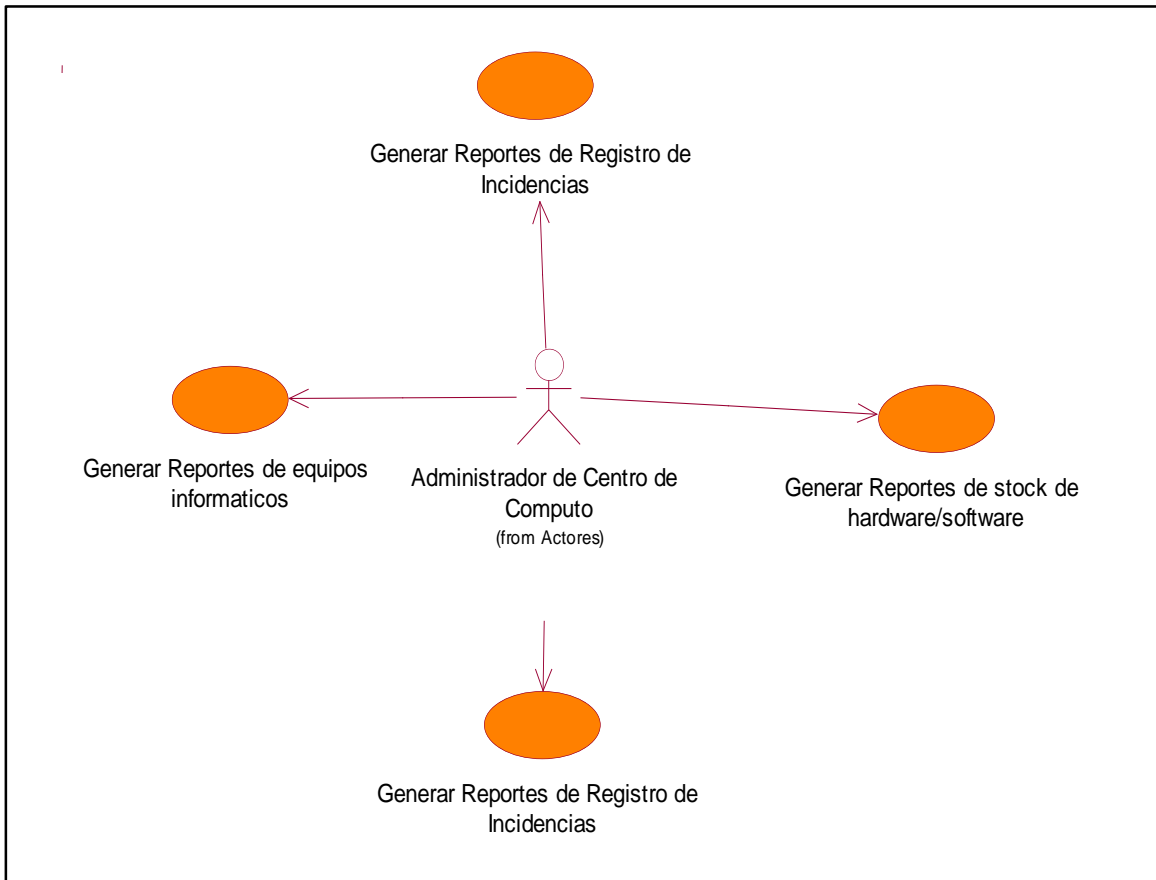 Generar Reportes de Registro de
Incidencias
Generar Reportes de equipos
informaticos
Administrador de Centro de
Computo
(from Actores)
Generar Reportes de stock de
hardware/software
Generar Reportes de Registro de
Incidencias